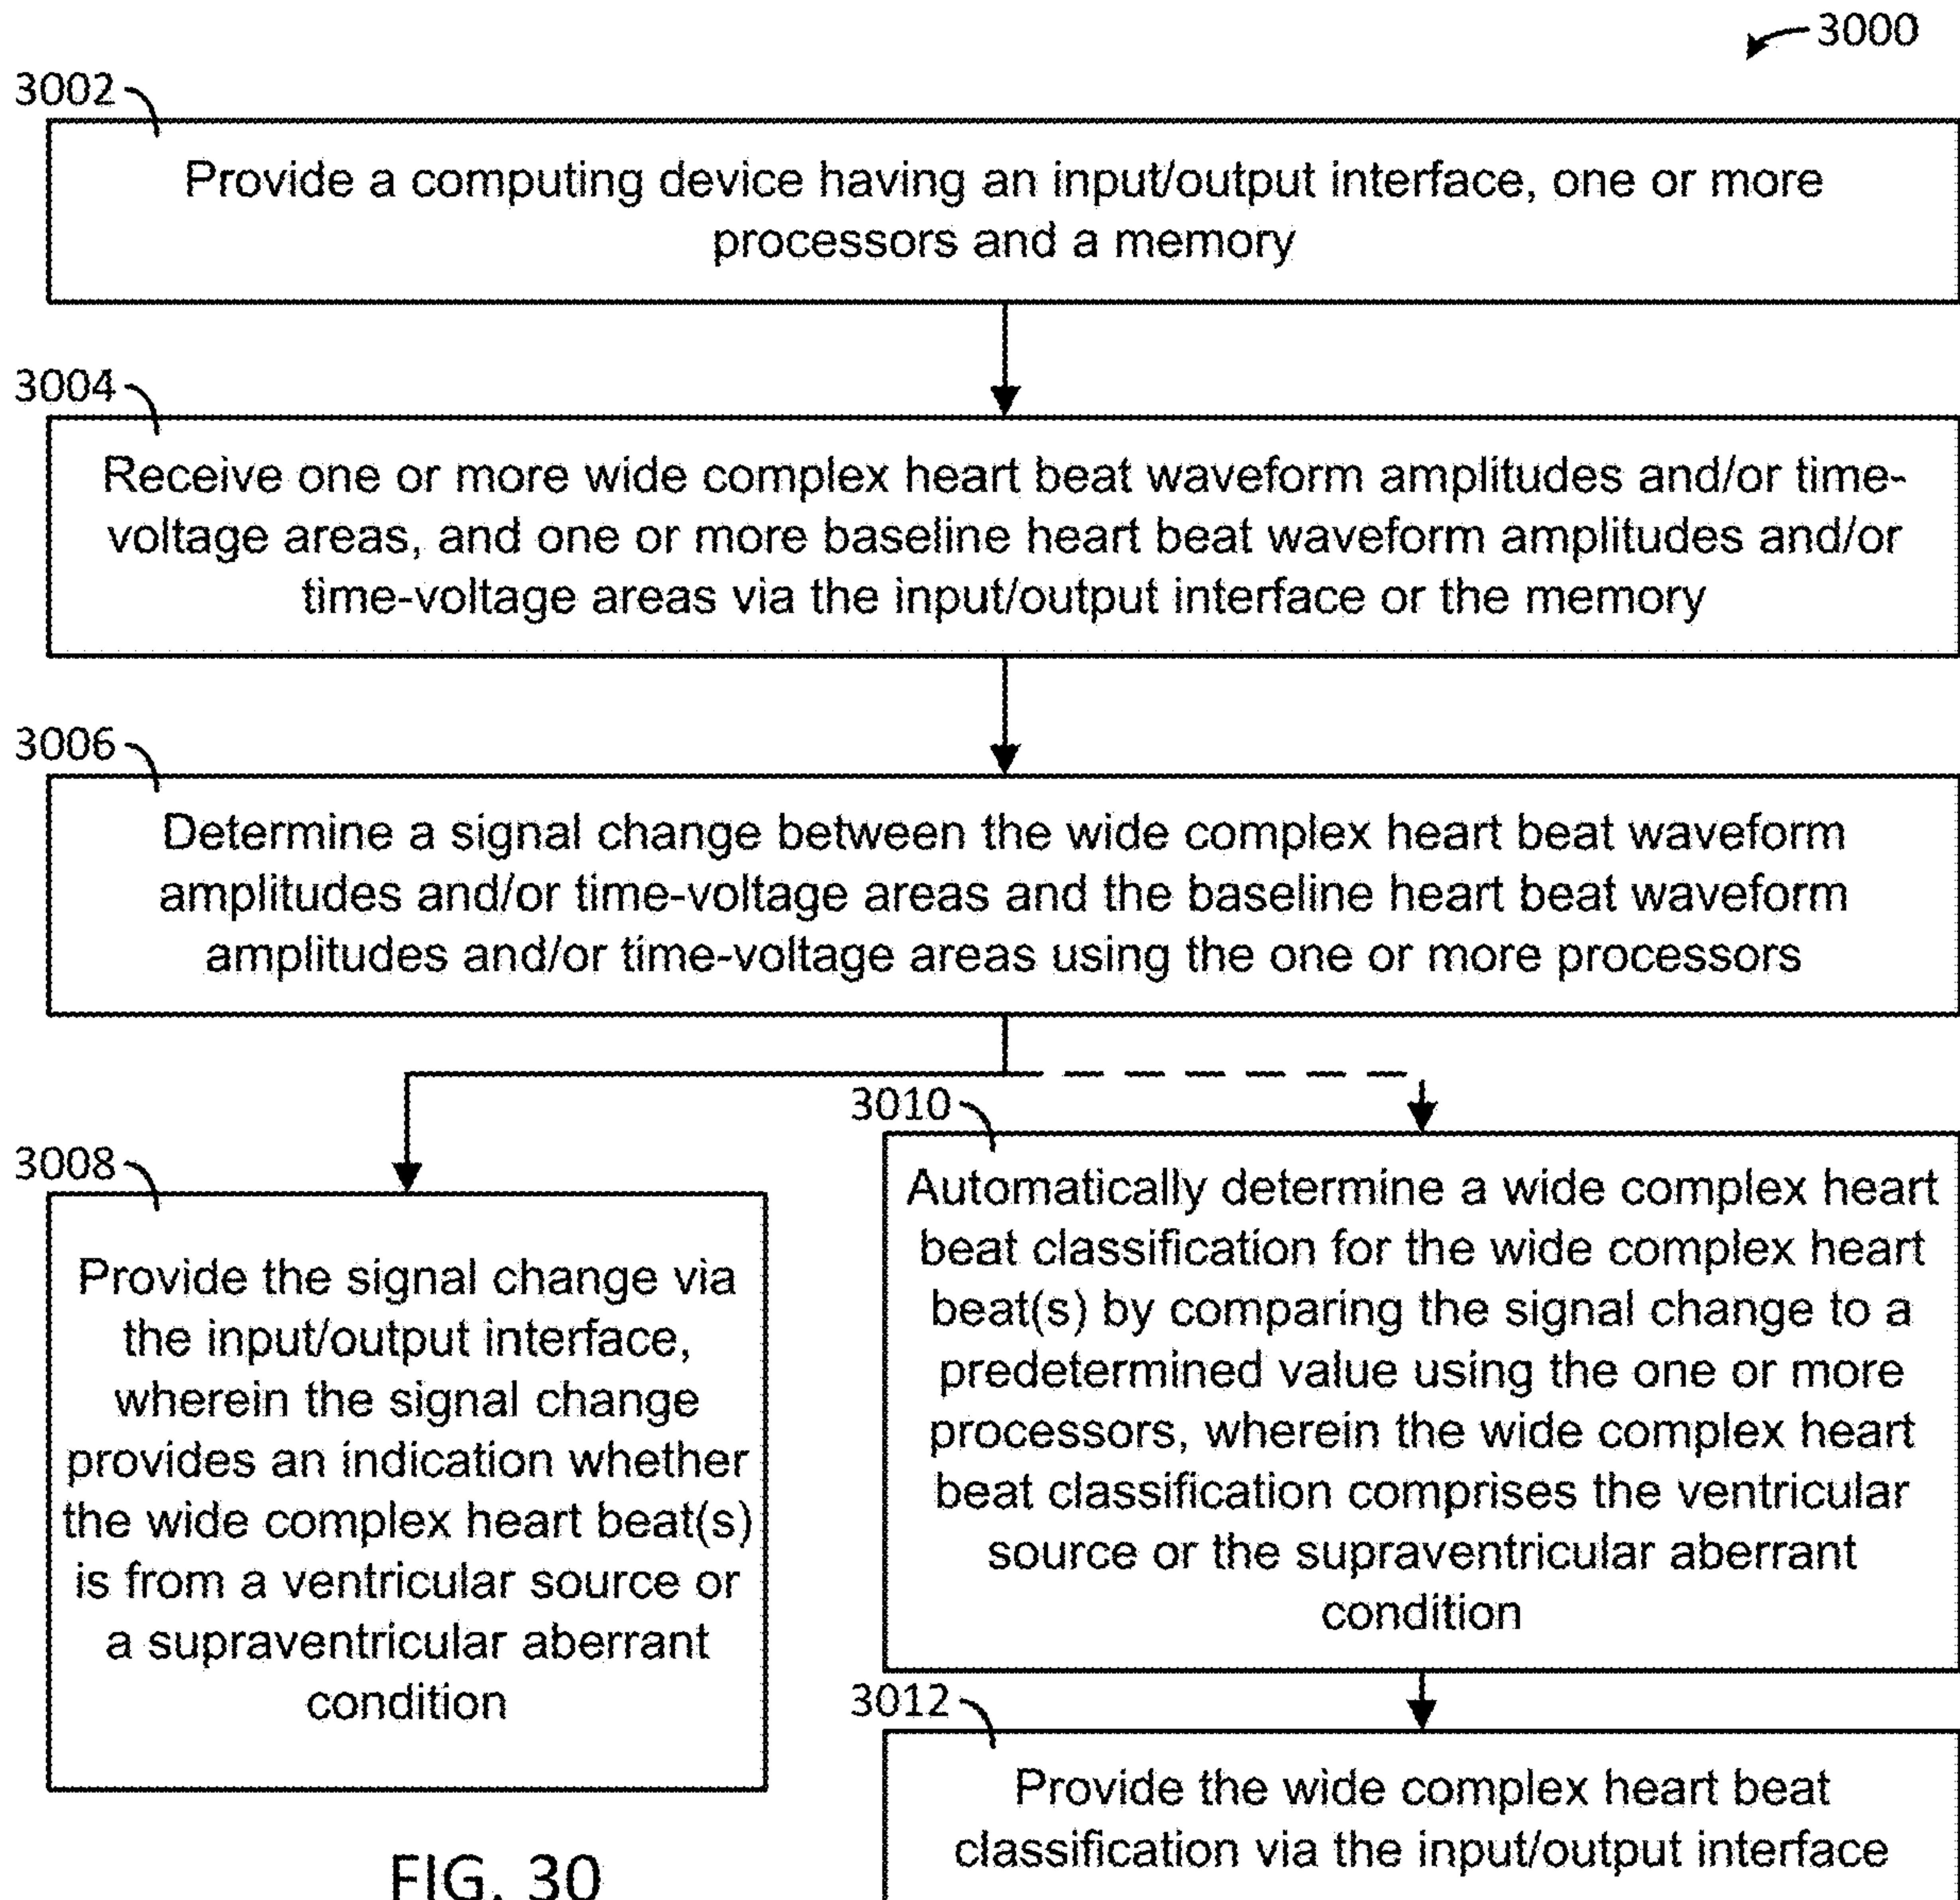 3000
3002
Provide a computing device having an input/output interface, one or more
processors and a memory
3004
Receive one or more wide complex heart beat waveform amplitudes and/or time-
voltage areas, and one or more baseline heart beat waveform amplitudes and/or
time-voltage areas via the input/output interface or the memory
3006
Determine a signal change between the wide complex heart beat waveform
amplitudes and/or time-voltage areas and the baseline heart beat waveform
amplitudes and/or time-voltage areas using the one or more processors
3008
Provide the signal change via
the input/output interface,
wherein the signal change
provides an indication whether
the wide complex heart beat(s)
is from a ventricular source or
a supraventricular aberrant
condition
3010
Automatically determine a wide complex heart
beat classification for the wide complex heart
beat(s) by comparing the signal change to a
predetermined value using the one or more
processors, wherein the wide complex heart
beat classification comprises the ventricular
source or the supraventricular aberrant
condition
3012
Provide the wide complex heart beat
classification via the input/output interface
FIG. 30